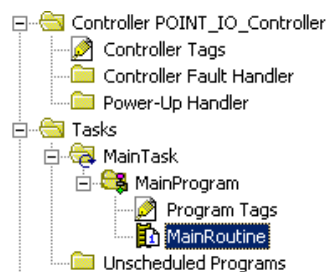 Controller POINT_IO_Controller
Controller Tags
Controller Fault Handler
Power-Up Handler
Tasks
MainTask
MainProgram
Program Tags
MainRoutine
Unscheduled Programs